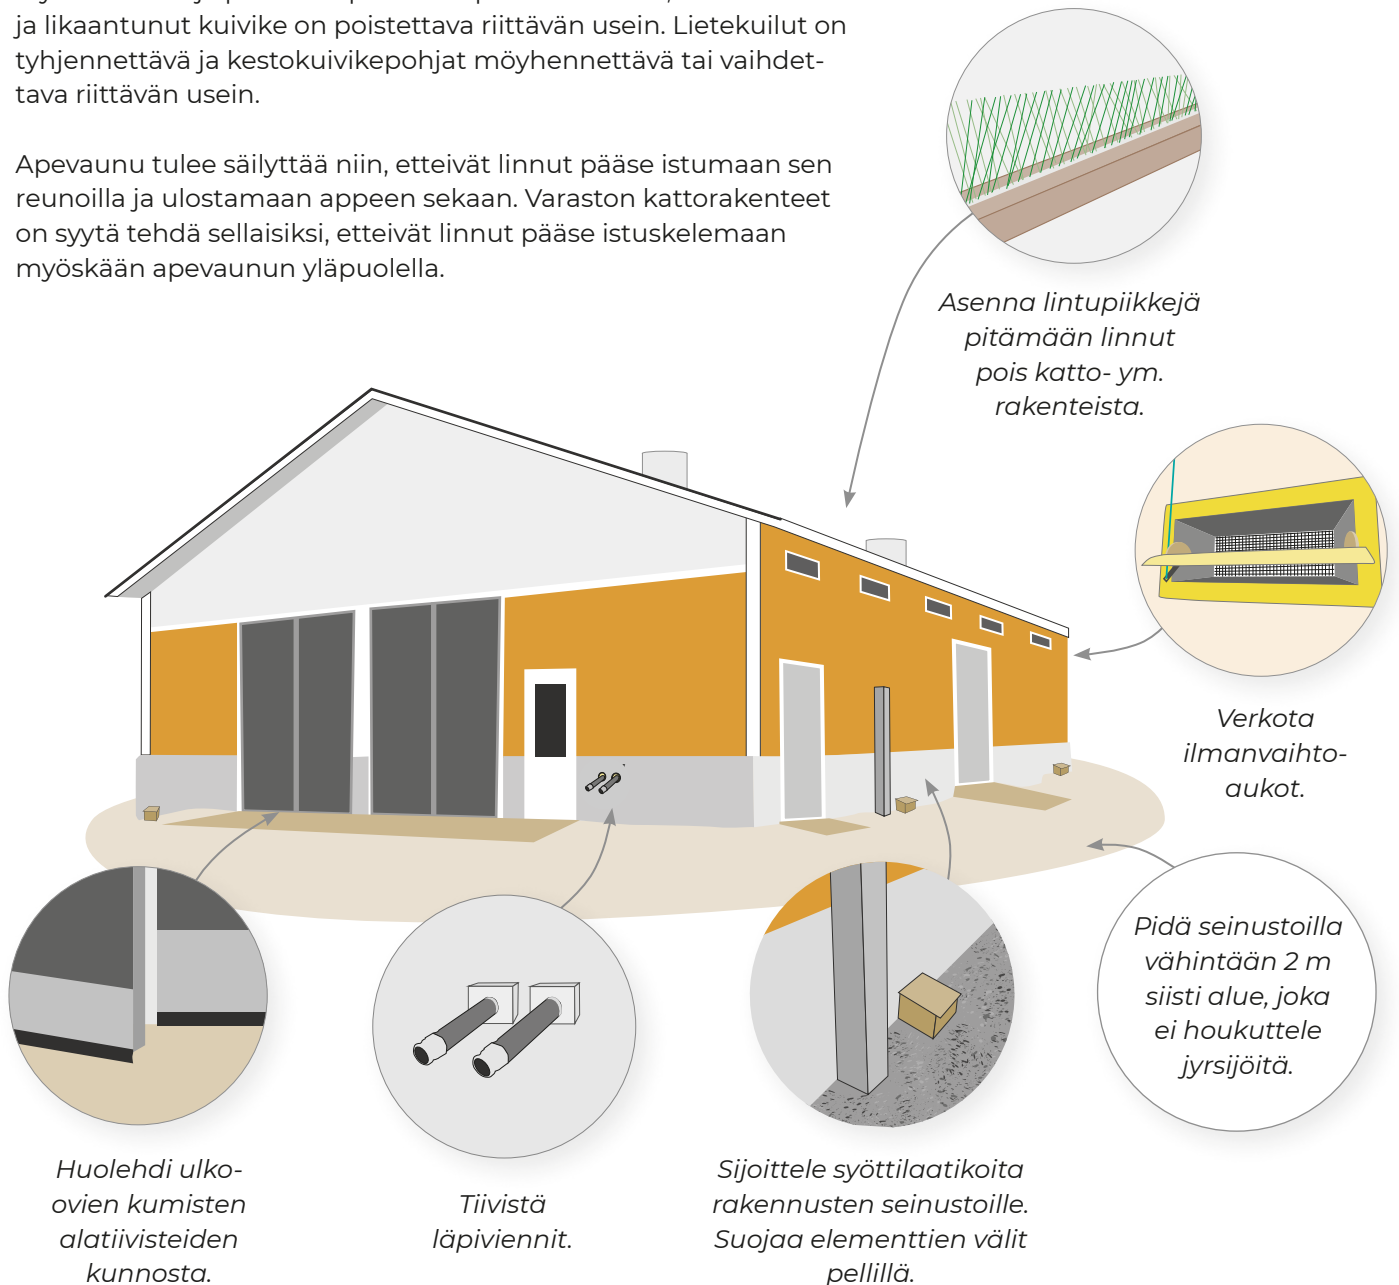 ja likaantunut kuivike on poistettava riittävän usein. Lietekuilut on
tyhjennettävä ja kestokuivikepohjat möyhennettävä tai vaihdet-
tava riittävän usein.
Apevaunu tulee säilyttää niin, etteivät linnut pääse istumaan sen
reunoilla ja ulostamaan appeen sekaan. Varaston kattorakenteet
on syytä tehdä sellaisiksi, etteivät linnut pääse istuskelemaan
myöskään apevaunun yläpuolella.
Asenna lintupiikkejä
pitämään linnut
pois katto- ym.
rakenteista.
Verkota
ilmanvaihto-
aukot.
Pidä seinustoilla
vähintään 2 m
siisti alue, joka
ei houkuttele
jyrsijöitä.
Huolehdi ulko-
ovien kumisten
alatiivisteiden
kunnosta.
Tiivistä
läpiviennit.
Sijoittele syöttilaatikoita
rakennusten seinustoille.
Suojaa elementtien välit
pellillä.